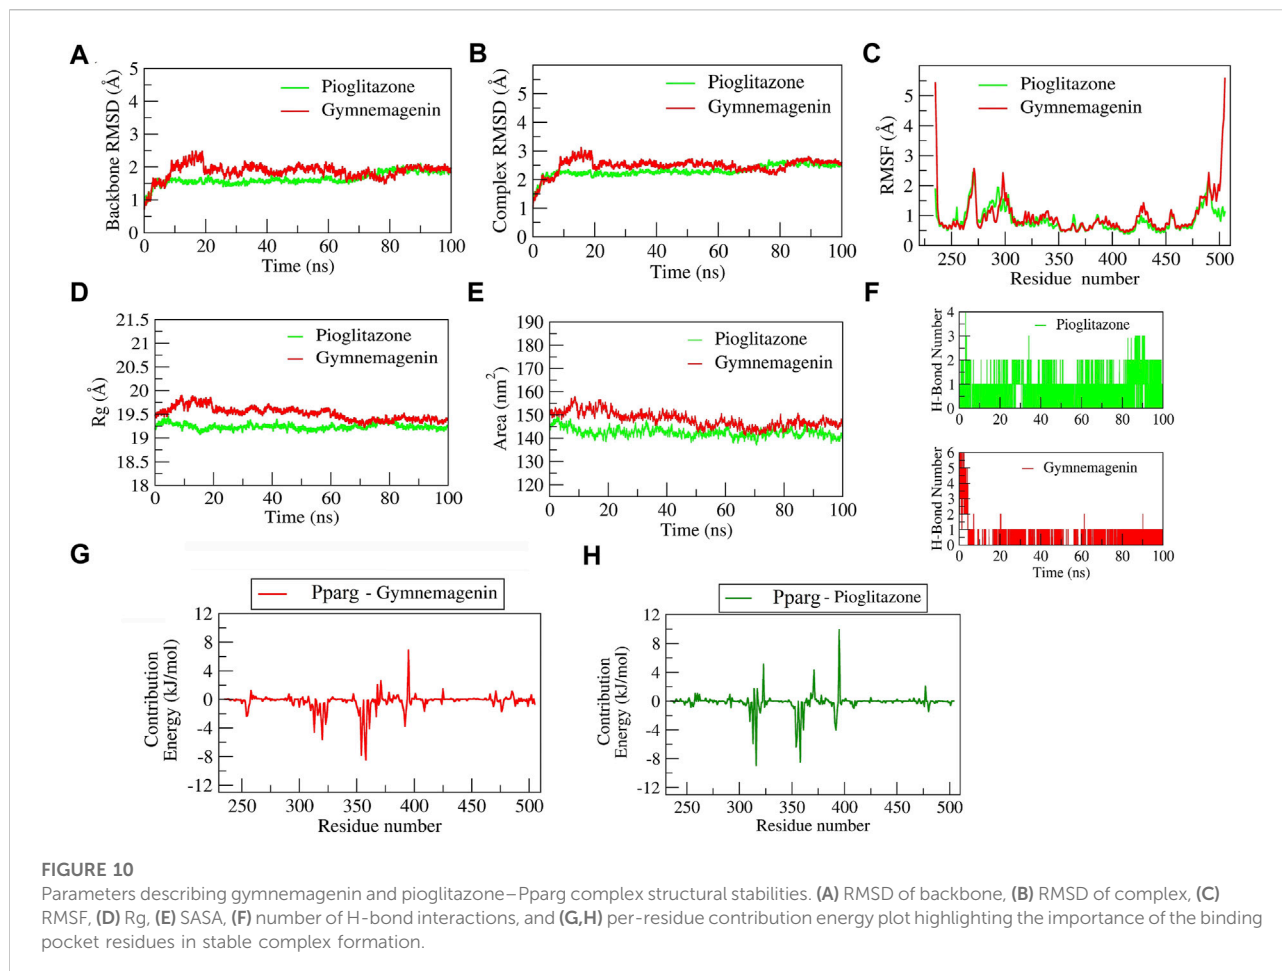 A
Backbone RMSD (Å)
5
4
3
2
1
0
Pioglitazone
Gymnemagenin
0 20 40 60 80 100
Time (ns)
B
Complex RMSD (Å)
5
4
3
2
1
0
Pioglitazone
Gymnemagenin
0 20 40 60 80 100
Time (ns)
C
RMSF (Å)
5
4
3
2
1
0
Pioglitazone
Gymnemagenin
250 300 350 400 450 500
Residue number
D
Rg (Å)
21.5
21
20.5
20
19.5
19
18.5
18
Pioglitazone
Gymnemagenin
0 20 40 60 80 100
Time (ns)
E
Area (nm2)
190
180
170
160
150
140
130
120
Pioglitazone
Gymnemagenin
0 20 40 60 80 100
Time (ns)
F
H-Bond Number
4
3
2
1
0
Pioglitazone
0 20 40 60 80 100
H-Bond Number
6
5
4
3
2
1
0
Gymnemagenin
0 20 40 60 80 100
Time (ns)
G
Pparg - Gymnemagenin
Contribution
Energy (kJ/mol)
12
8
4
0
-4
-8
-12
250 300 350 400 450 500
Residue number
H
Pparg - Pioglitazone
Contribution
Energy (kJ/mol)
12
8
4
0
-4
-8
-12
250 300 350 400 450 500
Residue number
FIGURE 10
Parameters describing gymnemagenin and pioglitazone–Pparg complex structural stabilities. (A) RMSD of backbone, (B) RMSD of complex, (C)
RMSF, (D) Rg, (E) SASA, (F) number of H-bond interactions, and (G,H) per-residue contribution energy plot highlighting the importance of the binding
pocket residues in stable complex formation.